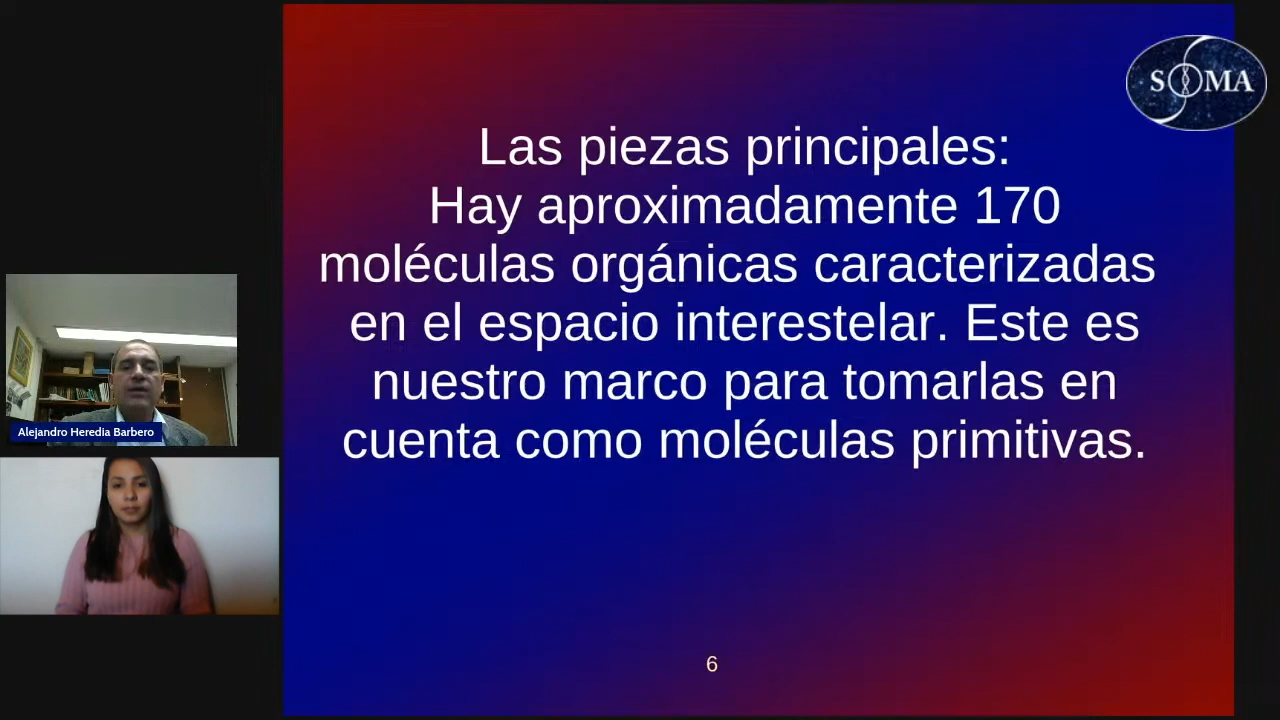 SOMA
Las piezas principales:
Hay aproximadamente 170
moléculas orgánicas caracterizadas
en el espacio interestelar. Este es
nuestro marco para tomarlas en
cuenta como moléculas primitivas.
Alejandro Heredia Barbero
6